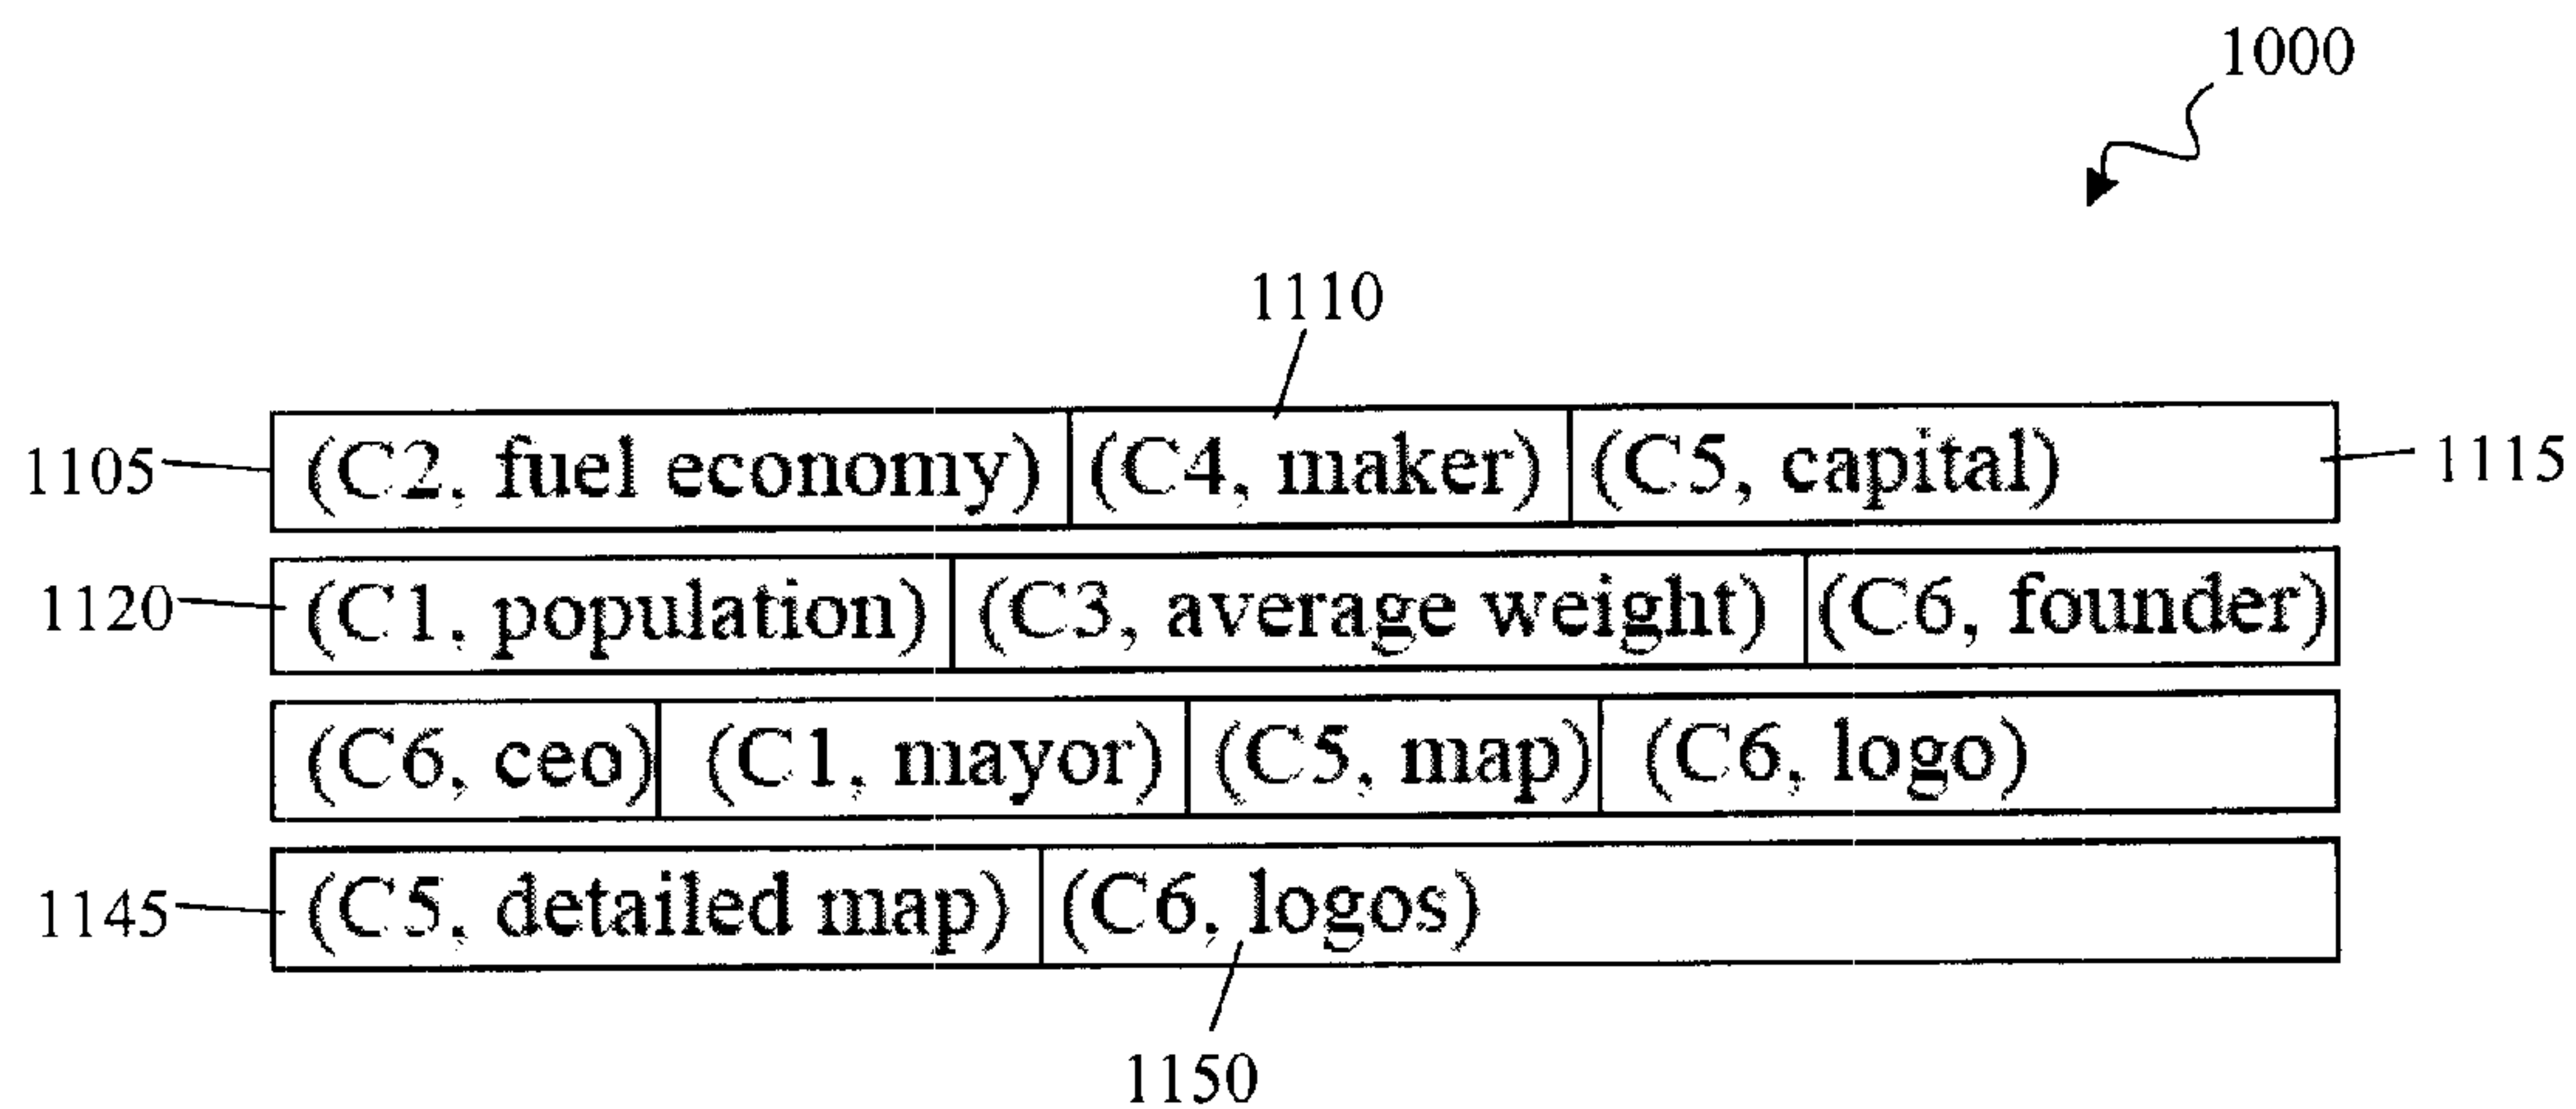 1000
1110
1105 (C2, fuel economy) (C4, maker) (C5, capital) 1115
1120 (C1, population) (C3, average weight) (C6, founder)
(C6, ceo) (C1, mayor) (C5, map) (C6, logo)
1145 (C5, detailed map) (C6, logos)
1150